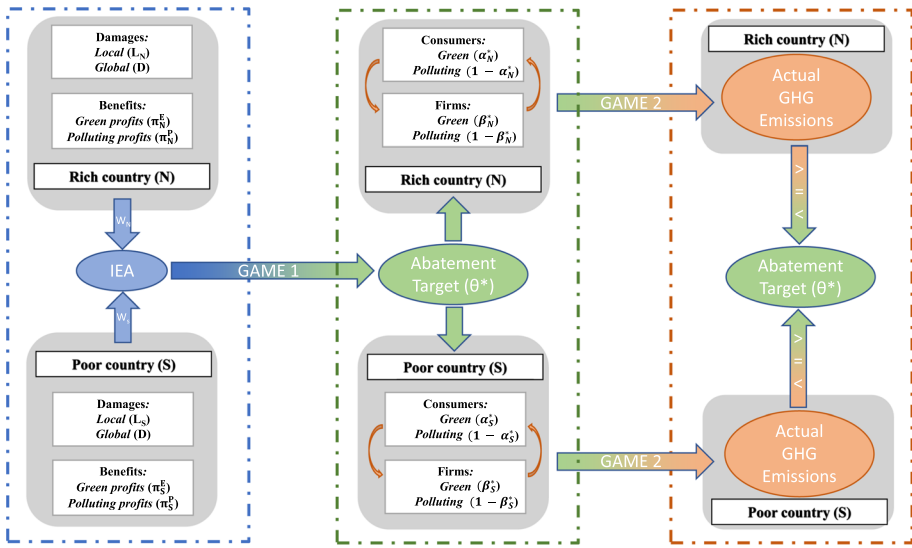 Damages:
Local (L_N)
Global (D)
Benefits:
Green profits (π_N^E)
Polluting profits (π_N^P)
Rich country (N)
W_N
IEA
W_S
Poor country (S)
Damages:
Local (L_S)
Global (D)
Benefits:
Green profits (π_S^E)
Polluting profits (π_S^P)
GAME 1
Consumers:
Green (α_N^*)
Polluting (1 − α_N^*)
Firms:
Green (β_N^*)
Polluting (1 − β_N^*)
Rich country (N)
Abatement
Target (θ*)
Poor country (S)
Consumers:
Green (α_S^*)
Polluting (1 − α_S^*)
Firms:
Green (β_S^*)
Polluting (1 − β_S^*)
GAME 2
GAME 2
Rich country (N)
Actual
GHG
Emissions
> = <
Abatement
Target (θ*)
> = <
Actual
GHG
Emissions
Poor country (S)